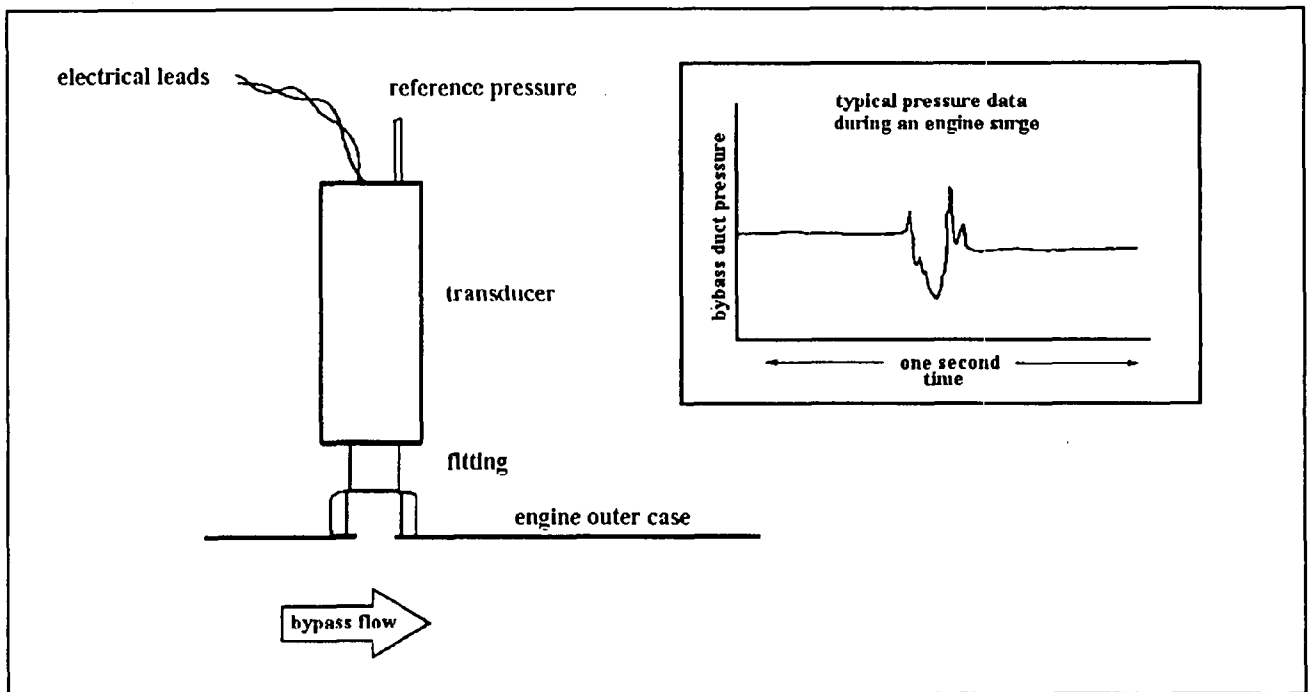 electrical leads
reference pressure
transducer
fitting
engine outer case
bypass flow
typical pressure data
during an engine surge
bybass duct pressure
one second
time